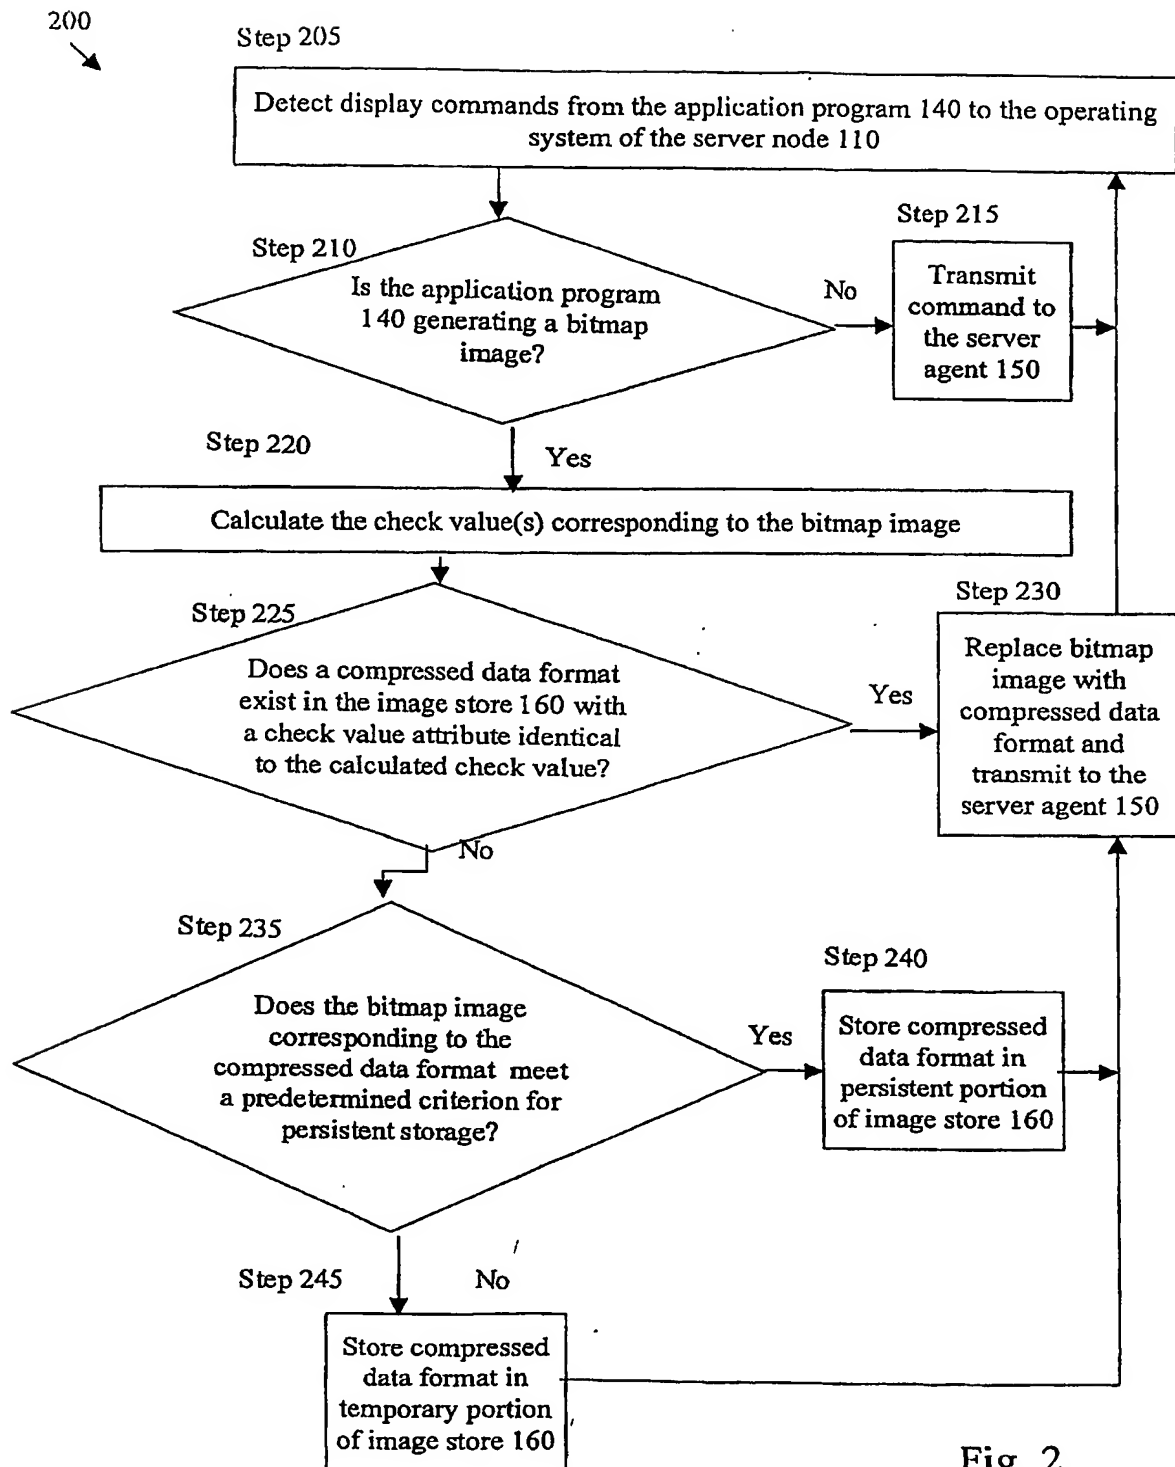 200
Step 205
Detect display commands from the application program 140 to the operating
system of the server node 110
Step 210
Is the application program
140 generating a bitmap
image?
No
Step 215
Transmit
command to
the server
agent 150
Step 220
Yes
Calculate the check value(s) corresponding to the bitmap image
Step 225
Does a compressed data format
exist in the image store 160 with
a check value attribute identical
to the calculated check value?
Yes
Step 230
Replace bitmap
image with
compressed data
format and
transmit to the
server agent 150
No
Step 235
Does the bitmap image
corresponding to the
compressed data format meet
a predetermined criterion for
persistent storage?
Yes
Step 240
Store compressed
data format in
persistent portion
of image store 160
Step 245
No
Store compressed
data format in
temporary portion
of image store 160
Fig. 2